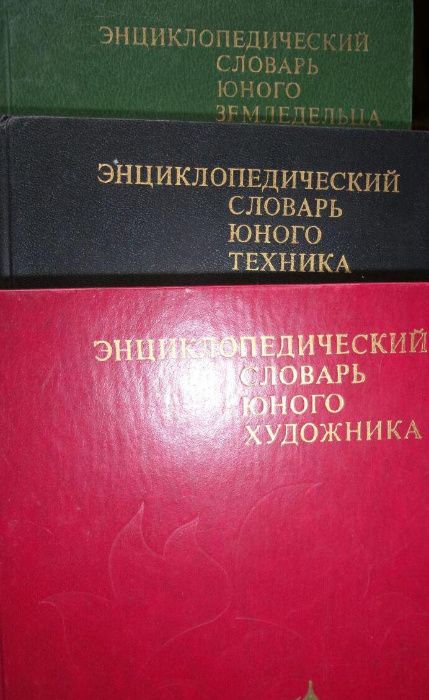 ЭНЦИКЛОПЕДИЧЕСКИЙ
СЛОВАРЬ
ЮНОГО
ЗЕМЛЕДЕЛЬЦА
ЭНЦИКЛОПЕДИЧЕСКИЙ
СЛОВАРЬ
ЮНОГО
ТЕХНИКА
ЭНЦИКЛОПЕДИЧЕСКИЙ
СЛОВАРЬ
ЮНОГО
ХУДОЖНИКА